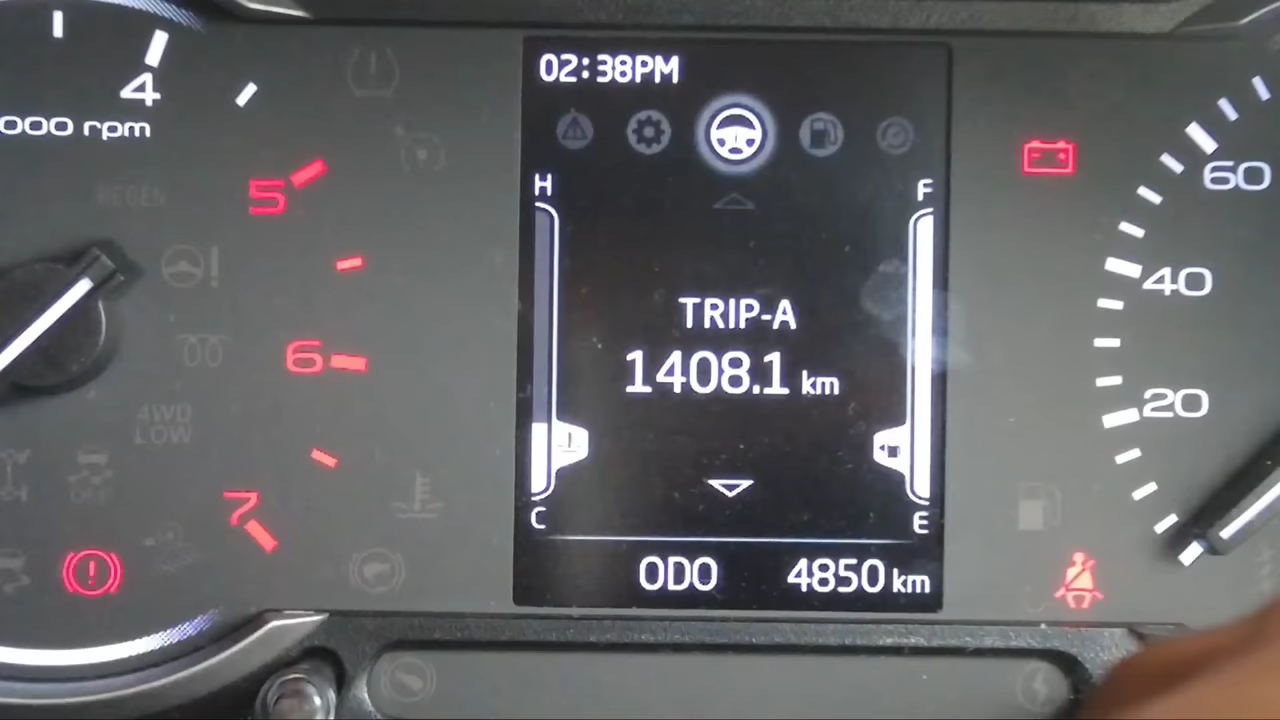 02:38PM
4
000 rpm
5
60
H
F
REGEN
40
TRIP-A
6
1408.1 km
20
4WD
LOW
OFF
7
C
E
ODO 4850 km